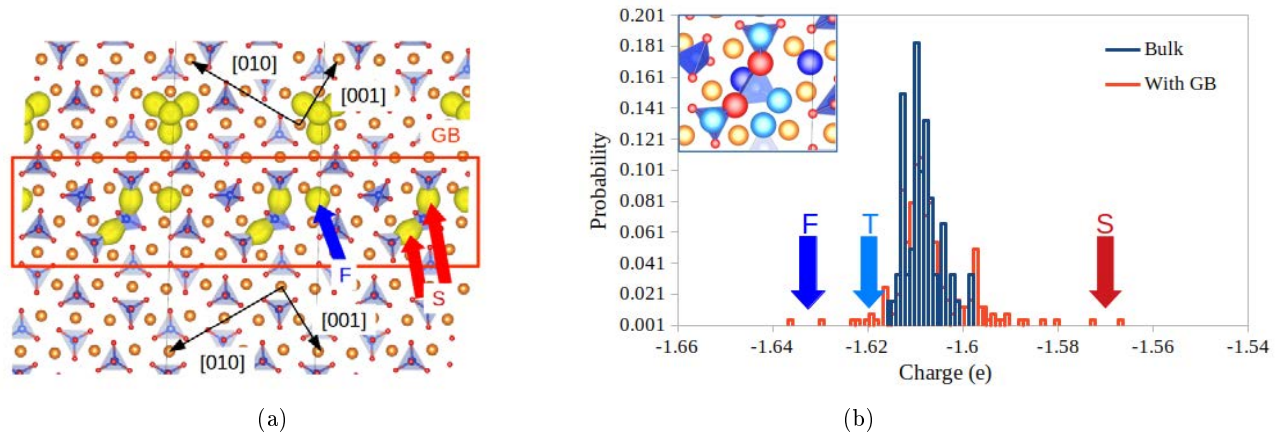 [010]
[001]
GB
F
S
[001]
[010]
(a)
0.201
0.181
0.161
0.141
0.121
0.101
0.081
0.061
0.041
0.021
0.001
Probability
Bulk
With GB
F
T
S
-1.66
-1.64
-1.62
-1.6
-1.58
-1.56
-1.54
Charge (e)
(b)